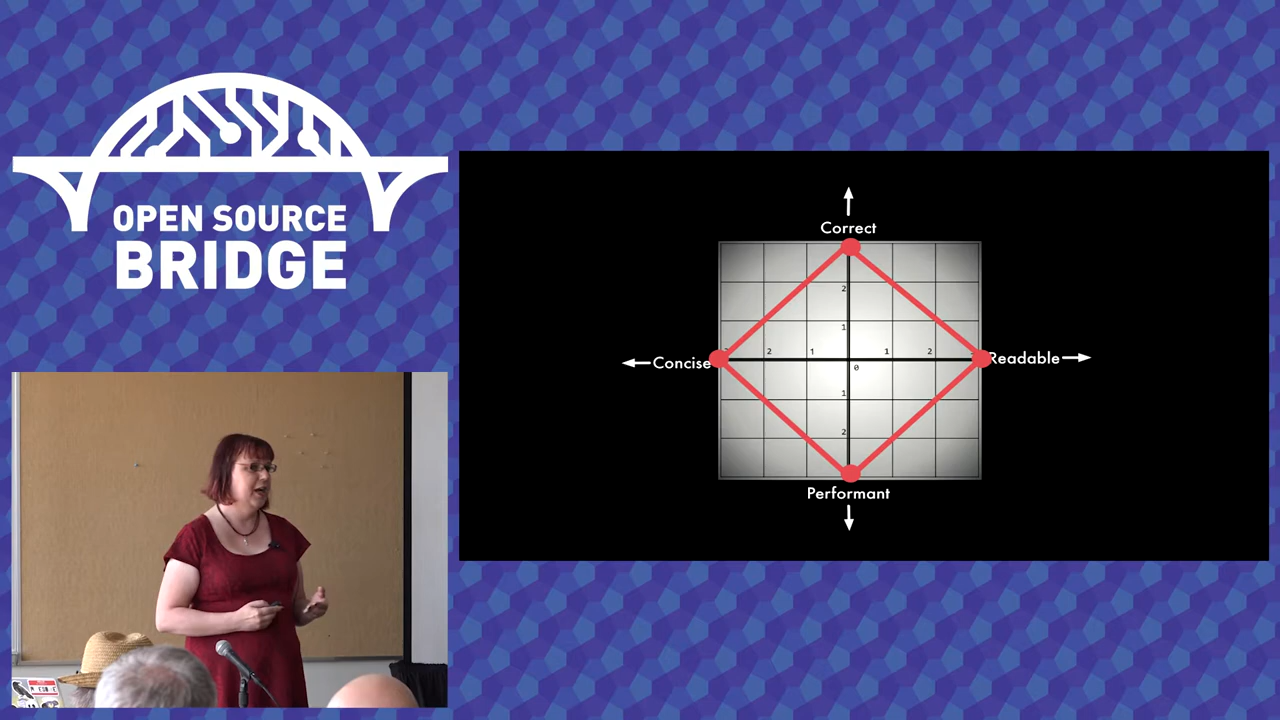 OPEN SOURCE
BRIDGE
Correct
2
1
2
1
1
2
0
Concise
Readable
1
2
Performant